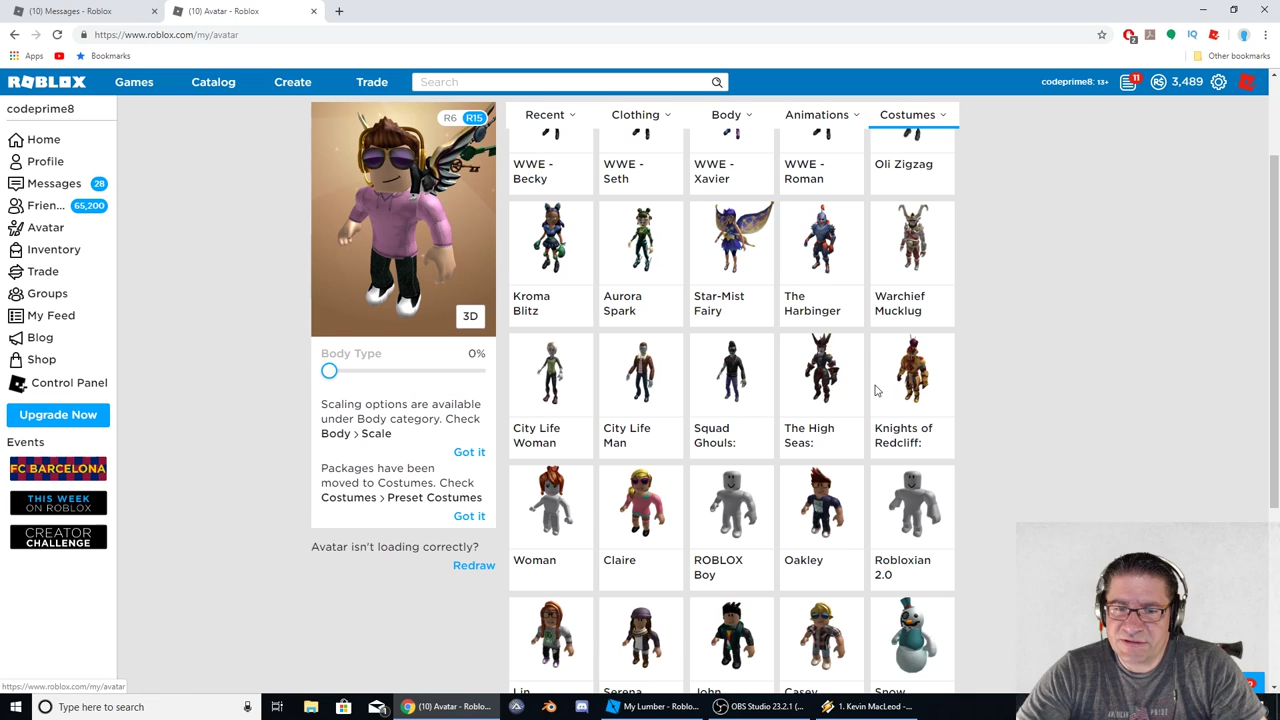 (10) Messages - Roblox
(10) Avatar - Roblox
https://www.roblox.com/my/avatar
Apps
Bookmarks
Other bookmarks
ROBLOX
Games
Catalog
Create
Trade
Search
codeprime8: 13+
11
3,489
codeprime8
Home
Profile
Messages 28
Frien... 65,200
Avatar
Inventory
Trade
Groups
My Feed
Blog
Shop
Control Panel
Upgrade Now
Events
FC BARCELONA
THIS WEEK
ON ROBLOX
CREATOR
CHALLENGE
R6 R15
3D
Body Type 0%
Scaling options are available
under Body category. Check
Body > Scale
Got it
Packages have been
moved to Costumes. Check
Costumes > Preset Costumes
Got it
Avatar isn't loading correctly?
Redraw
Recent
Clothing
Body
Animations
Costumes
WWE -
Becky
WWE -
Seth
WWE -
Xavier
WWE -
Roman
Oli Zigzag
Kroma
Blitz
Aurora
Spark
Star-Mist
Fairy
The
Harbinger
Warchief
Mucklug
City Life
Woman
City Life
Man
Squad
Ghouls:
The High
Seas:
Knights of
Redcliff:
Woman
Claire
ROBLOX
Boy
Oakley
Robloxian
2.0
Lin
Serena
John
Casey
Snow
https://www.roblox.com/my/avatar
Type here to search
(10) Avatar - Roblo...
My Lumber - Roblo...
OBS Studio 23.2.1 (...
1. Kevin MacLeod -...